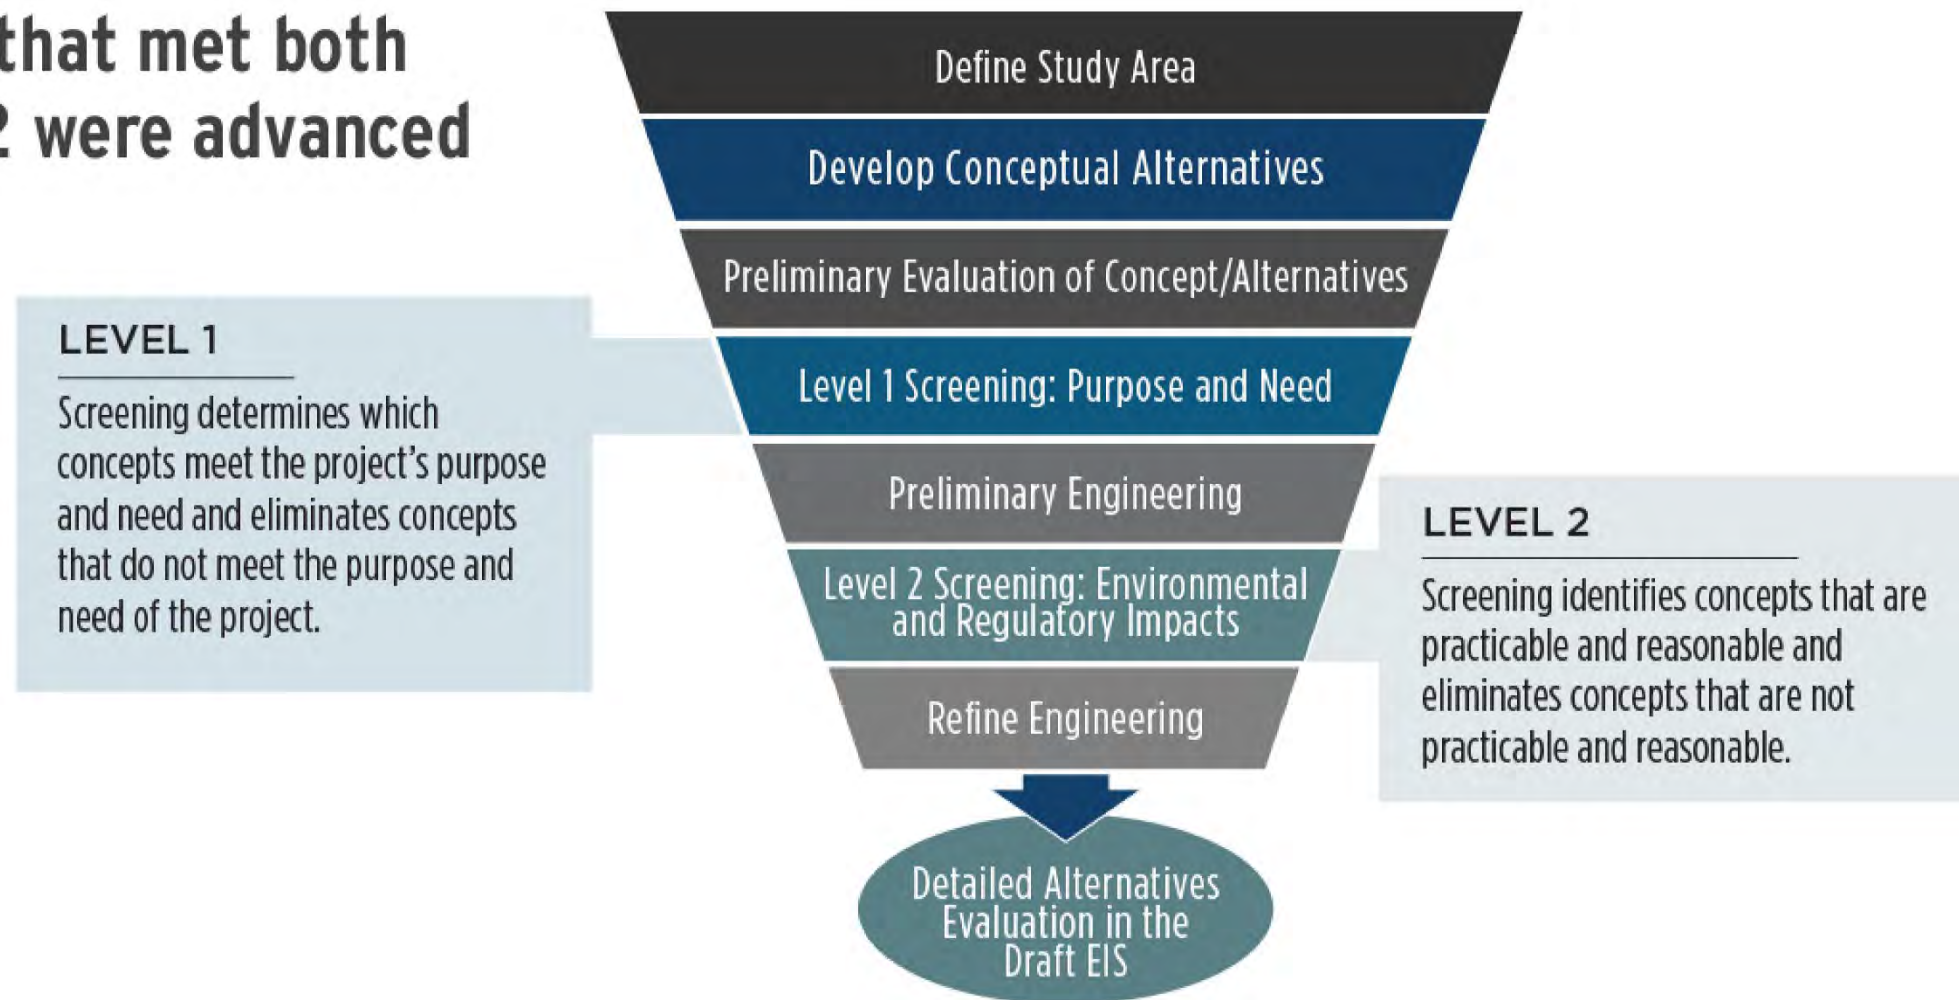 that met both
2 were advanced
Define Study Area
Develop Conceptual Alternatives
Preliminary Evaluation of Concept/Alternatives
Level 1 Screening: Purpose and Need
Preliminary Engineering
Level 2 Screening: Environmental
and Regulatory Impacts
Refine Engineering
Detailed Alternatives
Evaluation in the
Draft EIS
LEVEL 1
Screening determines which
concepts meet the project's purpose
and need and eliminates concepts
that do not meet the purpose and
need of the project.
LEVEL 2
Screening identifies concepts that are
practicable and reasonable and
eliminates concepts that are not
practicable and reasonable.